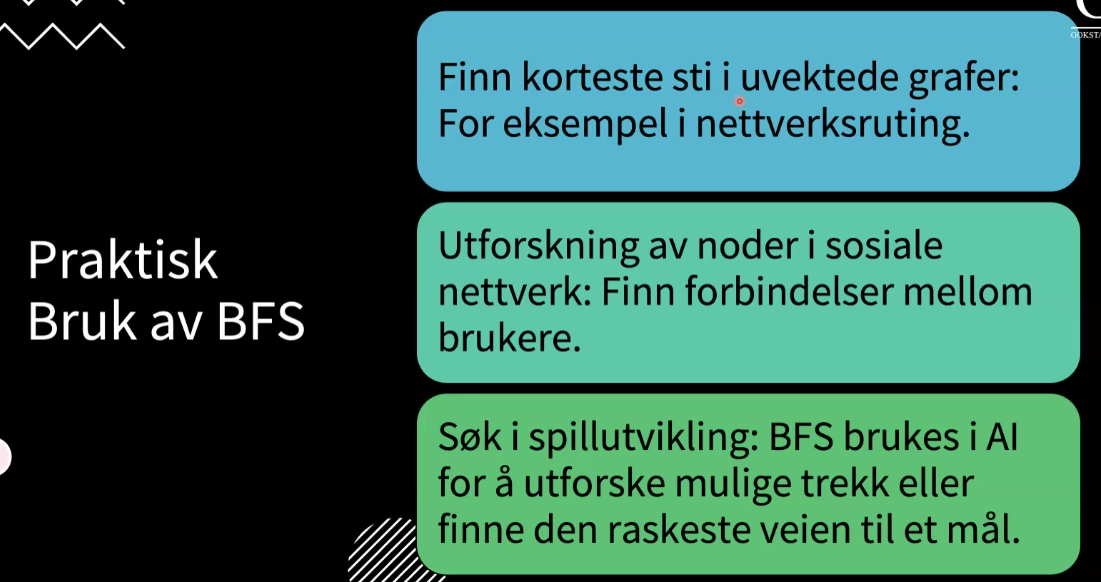 Praktisk
Bruk av BFS
Finn korteste sti i uvektede grafer:
For eksempel i nettverksruting.
Utforskning av noder i sosiale
nettverk: Finn forbindelser mellom
brukere.
Søk i spillutvikling: BFS brukes i AI
for å utforske mulige trekk eller
finne den raskeste veien til et mål.